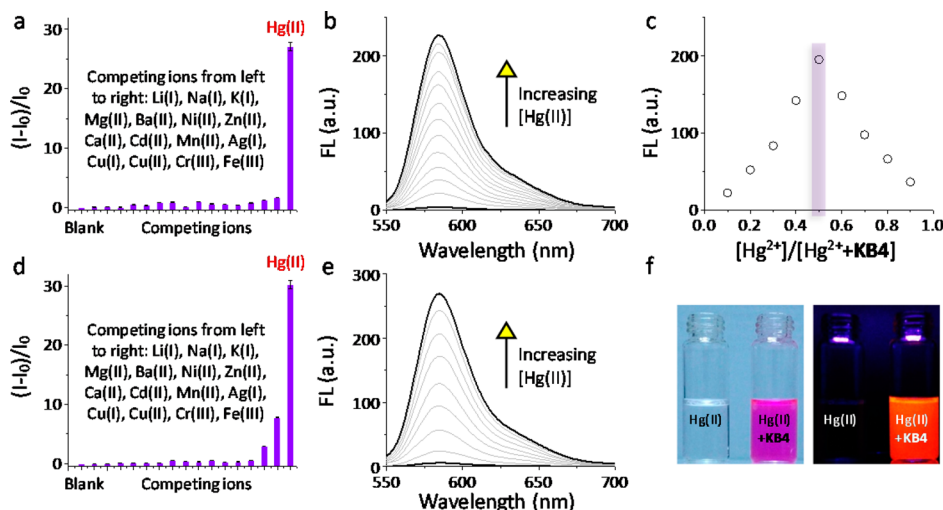 a
(I-I₀)/I₀
30
20
10
0
Hg(II)
Competing ions from left
to right: Li(I), Na(I), K(I),
Mg(II), Ba(II), Ni(II), Zn(II),
Ca(II), Cd(II), Mn(II), Ag(I),
Cu(I), Cu(II), Cr(III), Fe(III)
Blank Competing ions
b
FL (a.u.)
200
100
0
Increasing
[Hg(II)]
550 600 650 700
Wavelength (nm)
c
FL (a.u.)
200
100
0
0.0 0.2 0.4 0.6 0.8 1.0
[Hg²⁺]/[Hg²⁺+KB4]
d
(I-I₀)/I₀
30
20
10
0
Hg(II)
Competing ions from left
to right: Li(I), Na(I), K(I),
Mg(II), Ba(II), Ni(II), Zn(II),
Ca(II), Cd(II), Mn(II), Ag(I),
Cu(I), Cu(II), Cr(III), Fe(III)
Blank Competing ions
e
FL (a.u.)
300
200
100
0
Increasing
[Hg(II)]
550 600 650 700
Wavelength (nm)
f
Hg(II)
Hg(II)
+KB4
Hg(II)
Hg(II)
+KB4